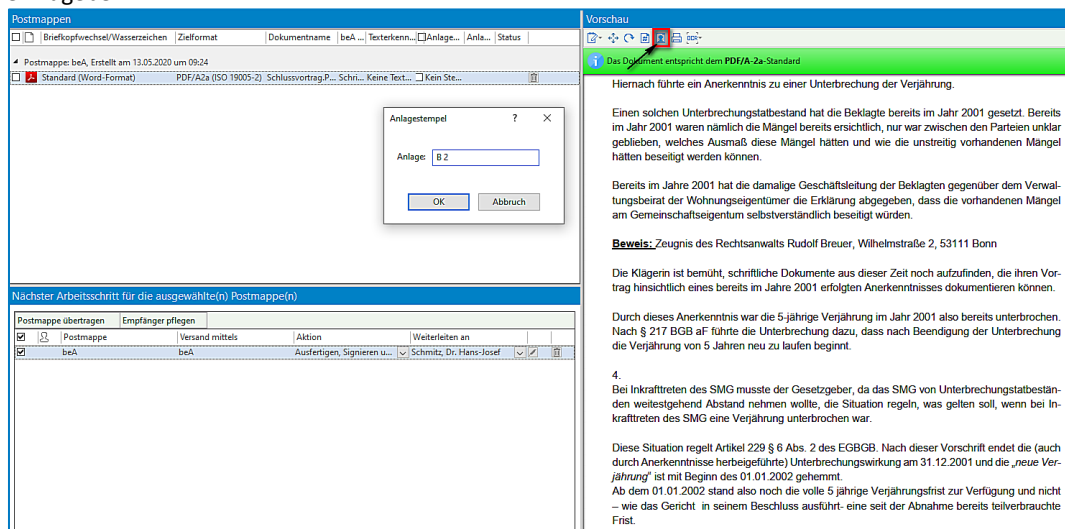 Postmappen
Briefkopfwechsel/Wasserzeichen Zielformat Dokumentname beA ... Texterkenn... Anlage... Anla... Status
Postmappe: beA, Erstellt am 13.05.2020 um 09:24
Standard (Word-Format) PDF/A2a (ISO 19005-2) Schlussvortrag.P... Schri... Keine Text... Kein Ste...
Anlagestempel ? ×
Anlage: B 2
OK Abbruch
Nächster Arbeitsschritt für die ausgewählte(n) Postmappe(n)
Postmappe übertragen Empfänger pflegen
Postmappe Versand mittels Aktion Weiterleiten an
beA beA Ausfertigen, Signieren u... Schmitz, Dr. Hans-Josef
Vorschau
Das Dokument entspricht dem PDF/A-2a-Standard
Hiernach führte ein Anerkenntnis zu einer Unterbrechung der Verjährung.
Einen solchen Unterbrechungstatbestand hat die Beklagte bereits im Jahr 2001 gesetzt. Bereits
im Jahr 2001 waren nämlich die Mängel bereits ersichtlich, nur war zwischen den Parteien unklar
geblieben, welches Ausmaß diese Mängel hätten und wie die unstreitig vorhandenen Mängel
hätten beseitigt werden können.
Bereits im Jahre 2001 hat die damalige Geschäftsleitung der Beklagten gegenüber dem Verwal-
tungsbeirat der Wohnungseigentümer die Erklärung abgegeben, dass die vorhandenen Mängel
am Gemeinschaftseigentum selbstverständlich beseitigt würden.
Beweis: Zeugnis des Rechtsanwalts Rudolf Breuer, Wilhelmstraße 2, 53111 Bonn
Die Klägerin ist bemüht, schriftliche Dokumente aus dieser Zeit noch aufzufinden, die ihren Vor-
trag hinsichtlich eines bereits im Jahre 2001 erfolgten Anerkenntnisses dokumentieren können.
Durch dieses Anerkenntnis war die 5-jährige Verjährung im Jahr 2001 also bereits unterbrochen.
Nach § 217 BGB aF führte die Unterbrechung dazu, dass nach Beendigung der Unterbrechung
die Verjährung von 5 Jahren neu zu laufen beginnt.
4.
Bei Inkrafttreten des SMG musste der Gesetzgeber, da das SMG von Unterbrechungstatbestän-
den weitestgehend Abstand nehmen wollte, die Situation regeln, was gelten soll, wenn bei In-
krafttreten des SMG eine Verjährung unterbrochen war.
Diese Situation regelt Artikel 229 § 6 Abs. 2 des EGBGB. Nach dieser Vorschrift endet die (auch
durch Anerkenntnisse herbeigeführte) Unterbrechungswirkung am 31.12.2001 und die „neue Ver-
jährung“ ist mit Beginn des 01.01.2002 gehemmt.
Ab dem 01.01.2002 stand also noch die volle 5 jährige Verjährungsfrist zur Verfügung und nicht
– wie das Gericht in seinem Beschluss ausführt- eine seit der Abnahme bereits teilverbrauchte
Frist.